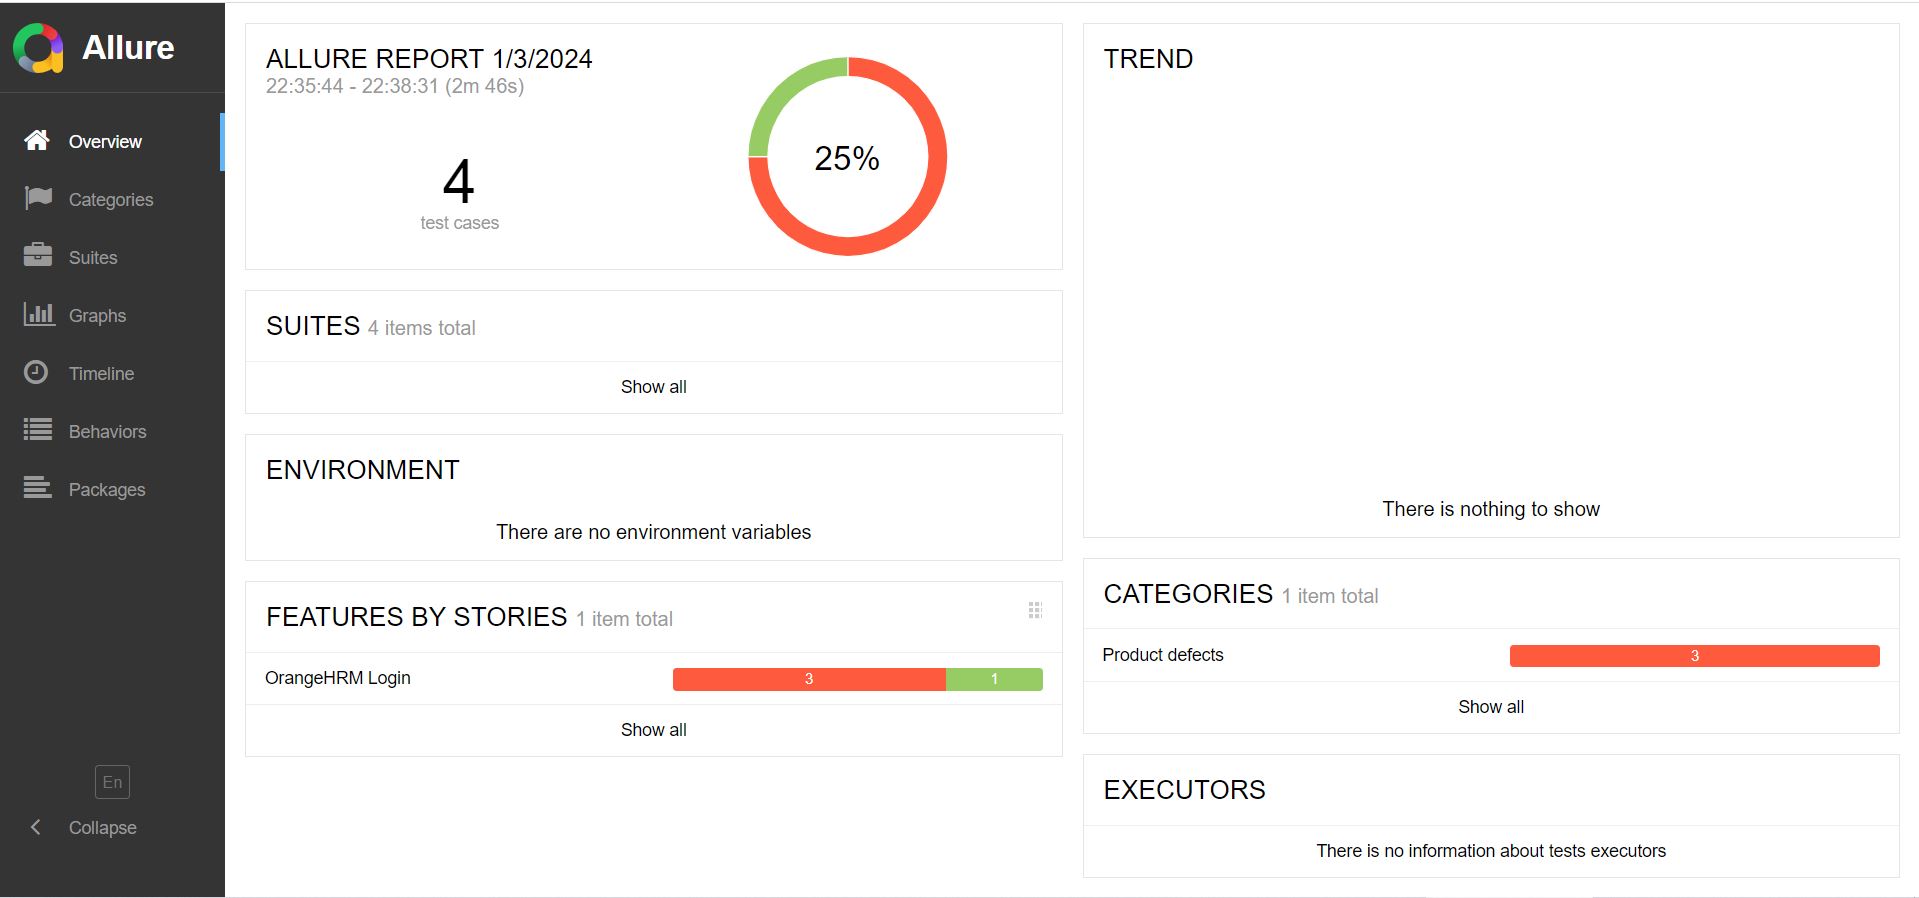 Allure
Overview
Categories
Suites
Graphs
Timeline
Behaviors
Packages
En
Collapse
ALLURE REPORT 1/3/2024
22:35:44 - 22:38:31 (2m 46s)
4
test cases
25%
SUITES 4 items total
Show all
ENVIRONMENT
There are no environment variables
FEATURES BY STORIES 1 item total
OrangeHRM Login 3 1
Show all
TREND
There is nothing to show
CATEGORIES 1 item total
Product defects 3
Show all
EXECUTORS
There is no information about tests executors